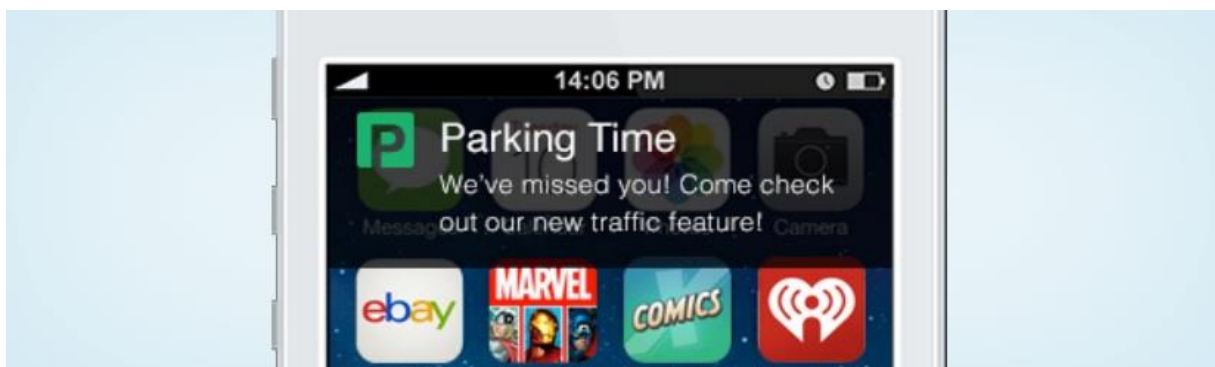 14:06 PM
P
Parking Time
We've missed you! Come check
out our new traffic feature!
Messages Camera
ebay MARVEL COMICS